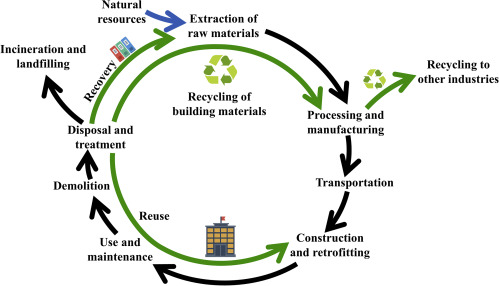 Natural
resources
Extraction of
raw materials
Incineration and
landfilling
Recovery
Recycling of
building materials
Recycling to
other industries
Processing and
manufacturing
Disposal and
treatment
Transportation
Demolition
Reuse
Use and
maintenance
Construction
and retrofitting